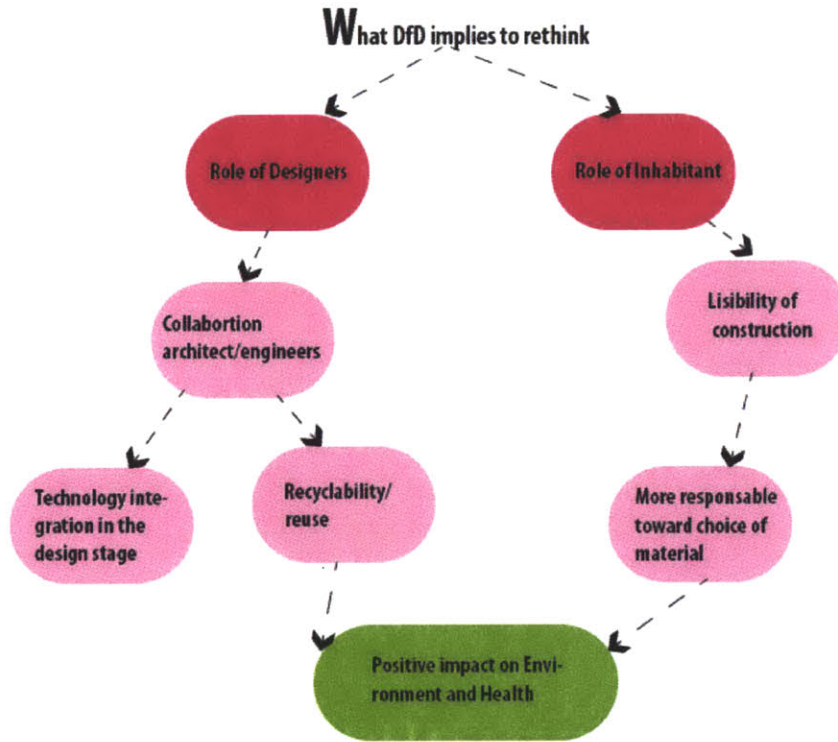 What DfD implies to rethink
Role of Designers
Role of Inhabitant
Collabortion
architect/engineers
Lisibility of
construction
Technology inte-
gration in the
design stage
Recyclability/
reuse
More responsable
toward choice of
material
Positive impact on Envi-
ronment and Health